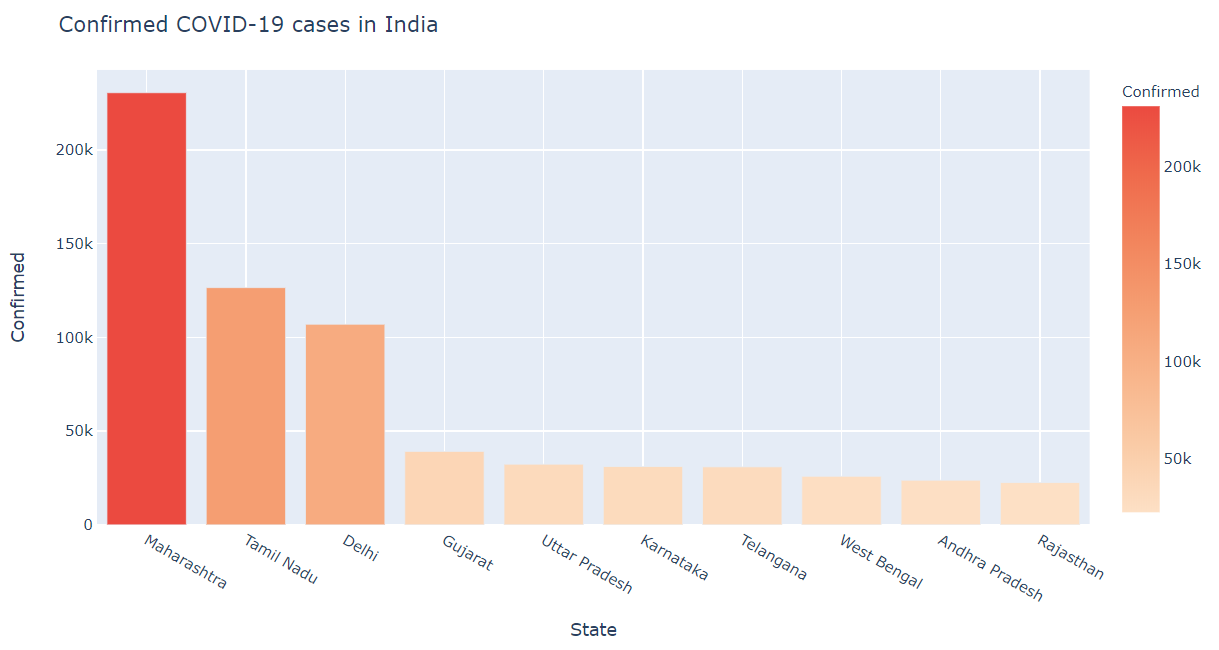 Confirmed COVID-19 cases in India
Confirmed
200k
150k
100k
50k
0
Maharashtra
Tamil Nadu
Delhi
Gujarat
Uttar Pradesh
Karnataka
Telangana
West Bengal
Andhra Pradesh
Rajasthan
State
Confirmed
200k
150k
100k
50k